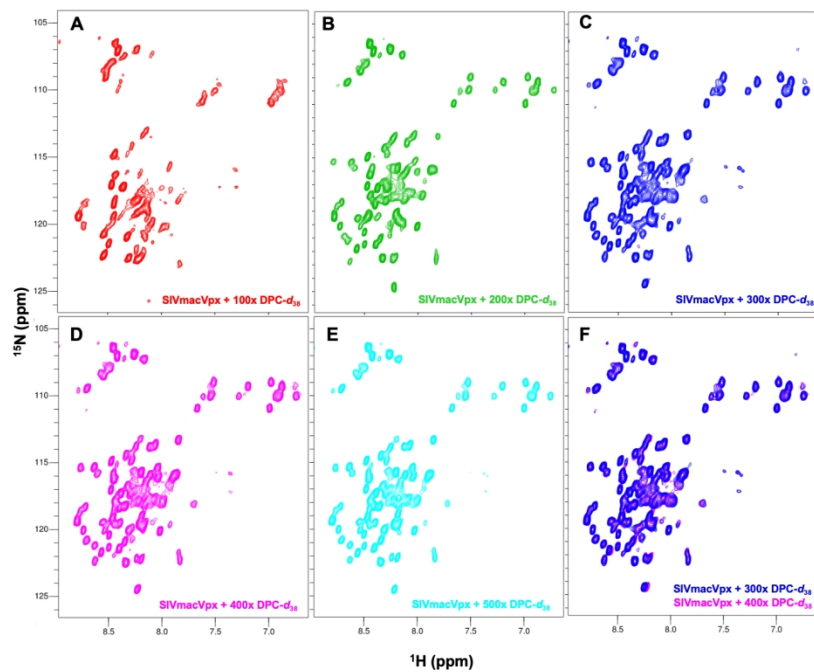 A
B
C
105
110
115
120
125
SIVmacVpx + 100x DPC-d₃₈
SIVmacVpx + 200x DPC-d₃₈
SIVmacVpx + 300x DPC-d₃₈
¹⁵N (ppm)
D
E
F
105
110
115
120
125
SIVmacVpx + 400x DPC-d₃₈
SIVmacVpx + 500x DPC-d₃₈
SIVmacVpx + 300x DPC-d₃₈
SIVmacVpx + 400x DPC-d₃₈
8.5 8.0 7.5 7.0 8.5 8.0 7.5 7.0 8.5 8.0 7.5 7.0
¹H (ppm)